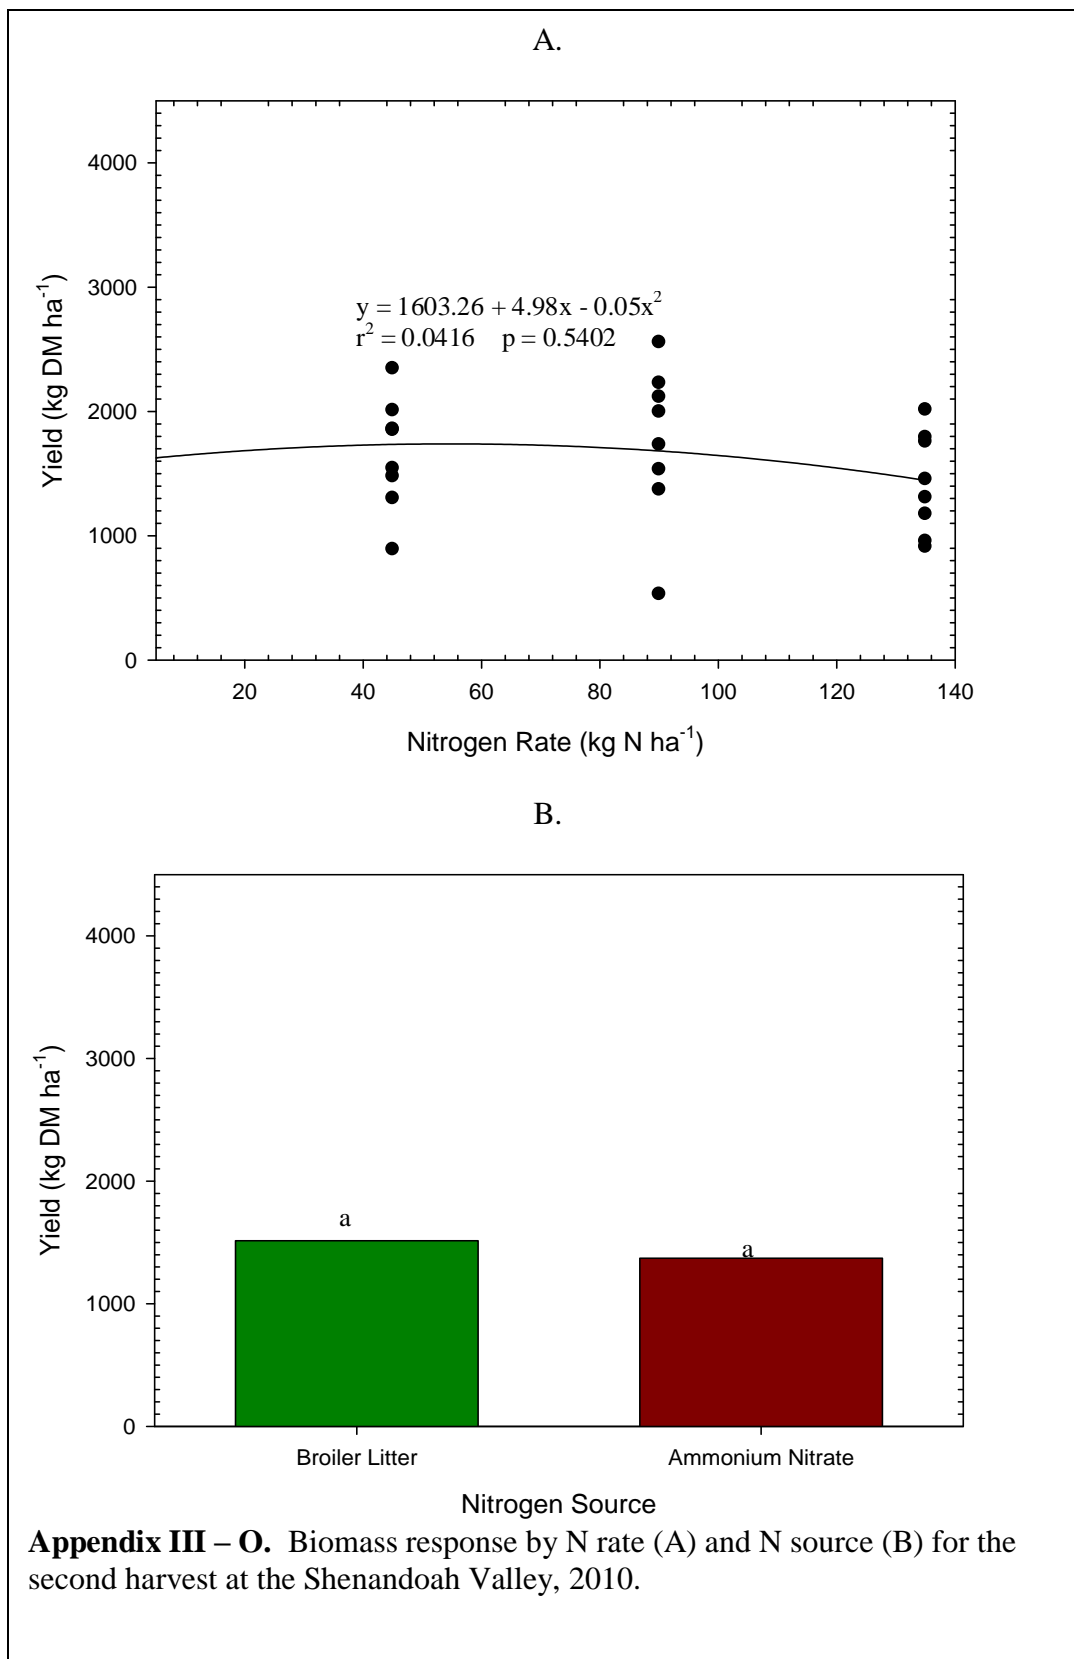 A.
4000
3000
2000
1000
0
Yield (kg DM ha-1)
y = 1603.26 + 4.98x - 0.05x2
r2 = 0.0416 p = 0.5402
20 40 60 80 100 120 140
Nitrogen Rate (kg N ha-1)
B.
4000
3000
2000
1000
0
Yield (kg DM ha-1)
a a
Broiler Litter Ammonium Nitrate
Nitrogen Source
Appendix III – O. Biomass response by N rate (A) and N source (B) for the
second harvest at the Shenandoah Valley, 2010.